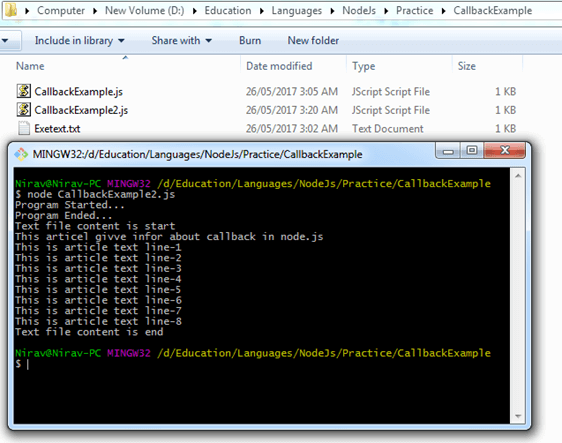 Computer ▸ New Volume (D:) ▸ Education ▸ Languages ▸ NodeJs ▸ Practice ▸ CallbackExample
Include in library Share with Burn New folder
Name Date modified Type Size
CallbackExample.js 26/05/2017 3:05 AM JScript Script File 1 KB
CallbackExample2.js 26/05/2017 3:20 AM JScript Script File 1 KB
Exetext.txt 26/05/2017 3:02 AM Text Document 1 KB
MINGW32:/d/Education/Languages/NodeJs/Practice/CallbackExample
Nirav@Nirav-PC MINGW32 /d/Education/Languages/NodeJs/Practice/CallbackExample
$ node CallbackExample2.js
Program Started...
Program Ended...
Text file content is start
This articel givve infor about callback in node.js
This is article text line-1
This is article text line-2
This is article text line-3
This is article text line-4
This is article text line-5
This is article text line-6
This is article text line-7
This is article text line-8
Text file content is end
Nirav@Nirav-PC MINGW32 /d/Education/Languages/NodeJs/Practice/CallbackExample
$